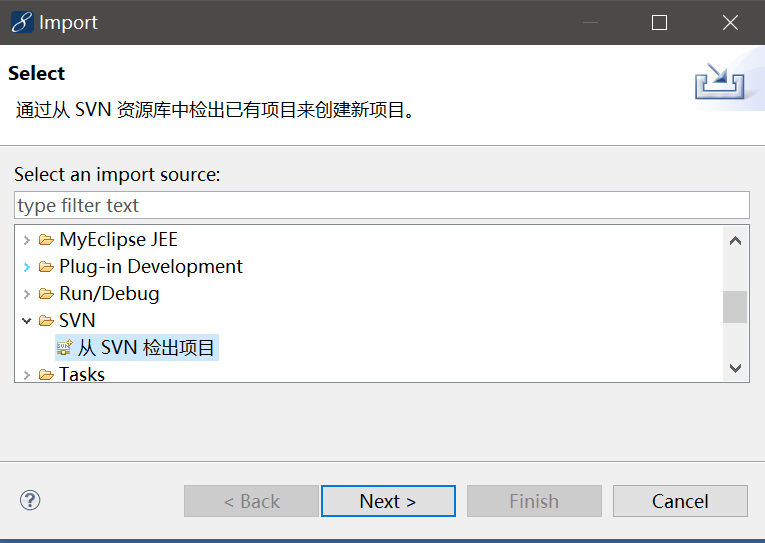 Import
Select
通过从 SVN 资源库中检出已有项目来创建新项目。
Select an import source:
type filter text
MyEclipse JEE
Plug-in Development
Run/Debug
SVN
从 SVN 检出项目
Tasks
?
< Back
Next >
Finish
Cancel